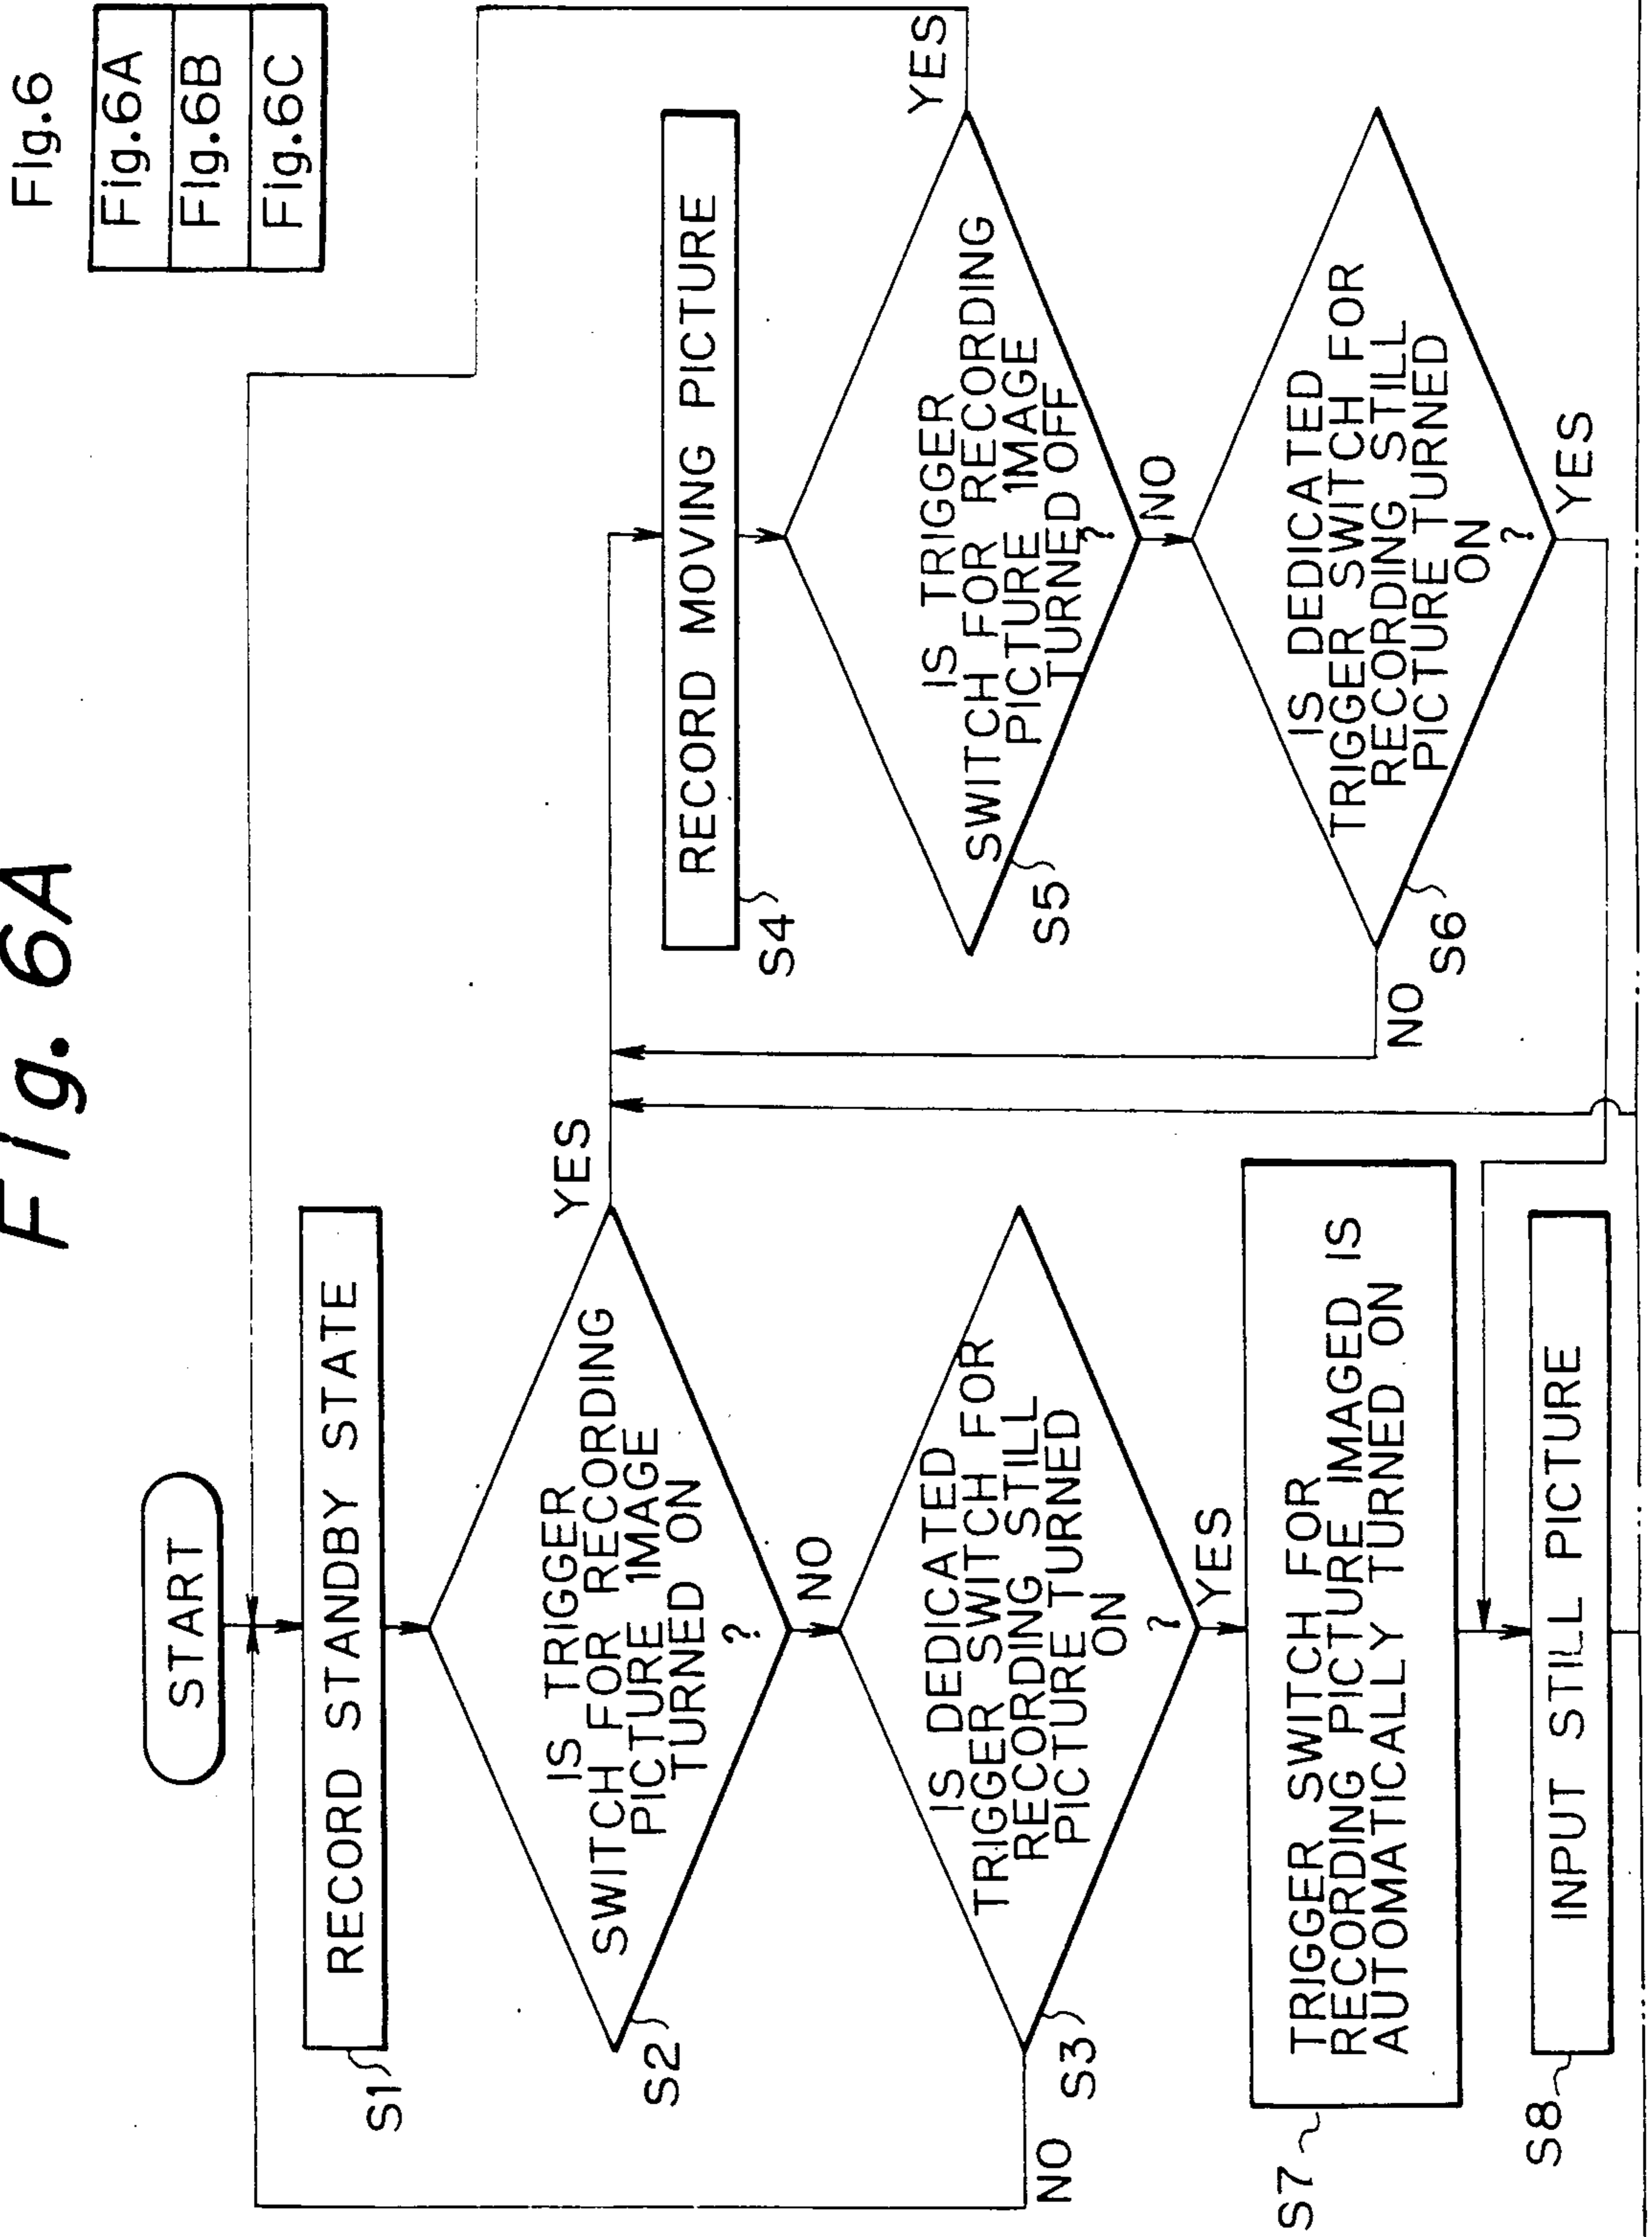 Fig. 6A
Fig.6
Fig.6A
Fig.6B
Fig.6C
START
RECORD STANDBY STATE
S1
IS TRIGGER
SWITCH FOR RECORDING
PICTURE 1MAGE
TURNED ON
?
YES
S2
NO
IS DEDICATED
TRIGGER SWITCH FOR
RECORDING STILL
PICTURE TURNED
ON
?
NO
S3
YES
TRIGGER SWITCH FOR
RECORDING PICTURE IMAGED IS
AUTOMATICALLY TURNED ON
S7
INPUT STILL PICTURE
S8
RECORD MOVING PICTURE
S4
IS TRIGGER
SWITCH FOR RECORDING
PICTURE 1MAGE
TURNED OFF
?
YES
S5
NO
IS DEDICATED
TRIGGER SWITCH FOR
RECORDING STILL
PICTURE TURNED
ON
?
NO
S6
YES